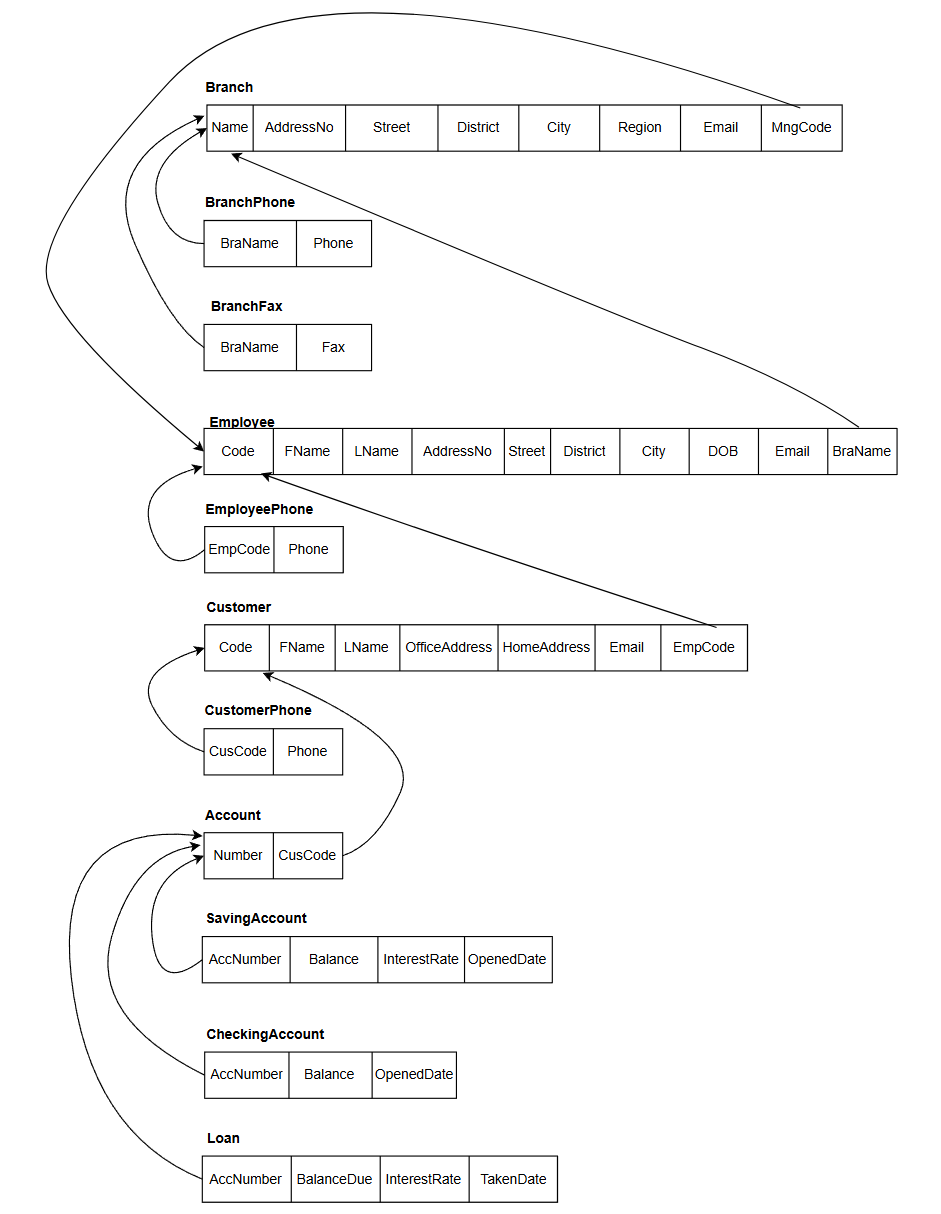 Branch
Name AddressNo Street District City Region Email MngCode
BranchPhone
BraName Phone
BranchFax
BraName Fax
Employee
Code FName LName AddressNo Street District City DOB Email BraName
EmployeePhone
EmpCode Phone
Customer
Code FName LName OfficeAddress HomeAddress Email EmpCode
CustomerPhone
CusCode Phone
Account
Number CusCode
SavingAccount
AccNumber Balance InterestRate OpenedDate
CheckingAccount
AccNumber Balance OpenedDate
Loan
AccNumber BalanceDue InterestRate TakenDate